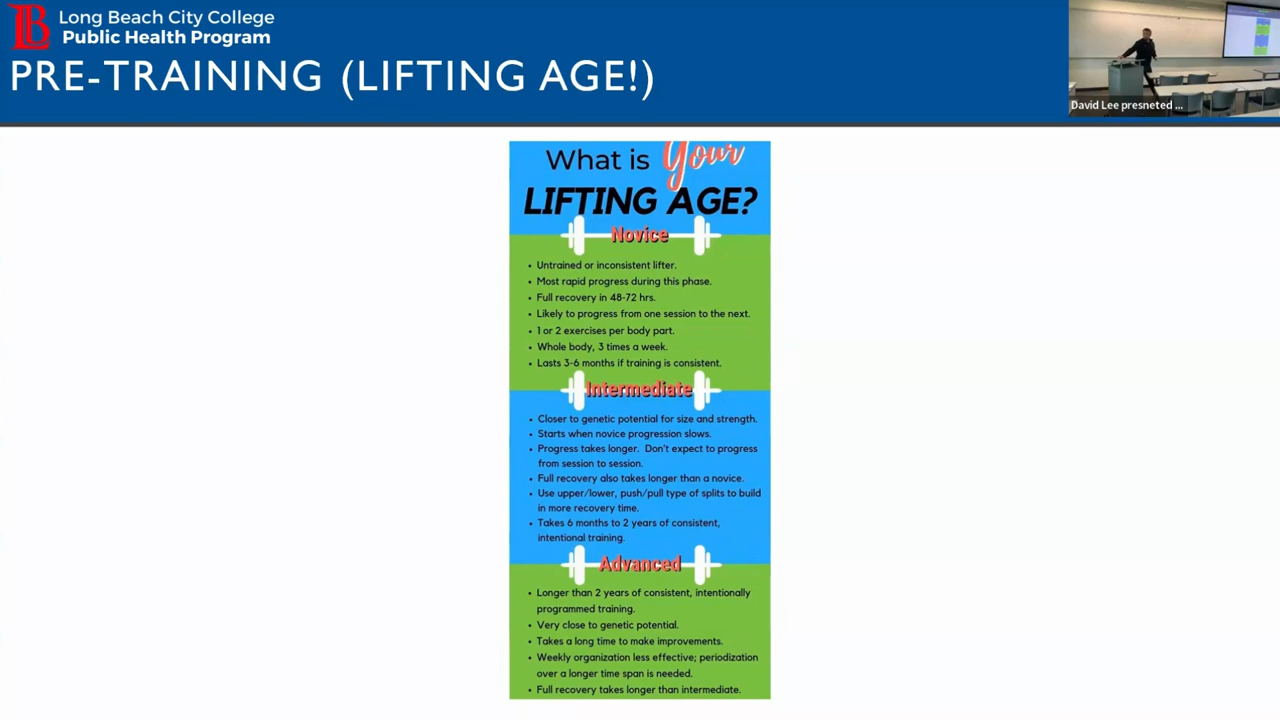 Long Beach City College
Public Health Program
PRE-TRAINING (LIFTING AGE!)
David Lee presneted ...
What is Your
LIFTING AGE?
Novice
• Untrained or inconsistent lifter.
• Most rapid progress during this phase.
• Full recovery in 48-72 hrs.
• Likely to progress from one session to the next.
• 1 or 2 exercises per body part.
• Whole body, 3 times a week.
• Lasts 3-6 months if training is consistent.
Intermediate
• Closer to genetic potential for size and strength.
• Starts when novice progression slows.
• Progress takes longer. Don't expect to progress
from session to session.
• Full recovery also takes longer than a novice.
• Use upper/lower, push/pull type of splits to build
in more recovery time.
• Takes 6 months to 2 years of consistent,
intentional training.
Advanced
• Longer than 2 years of consistent, intentionally
programmed training.
• Very close to genetic potential.
• Takes a long time to make improvements.
• Weekly organization less effective; periodization
over a longer time span is needed.
• Full recovery takes longer than intermediate.